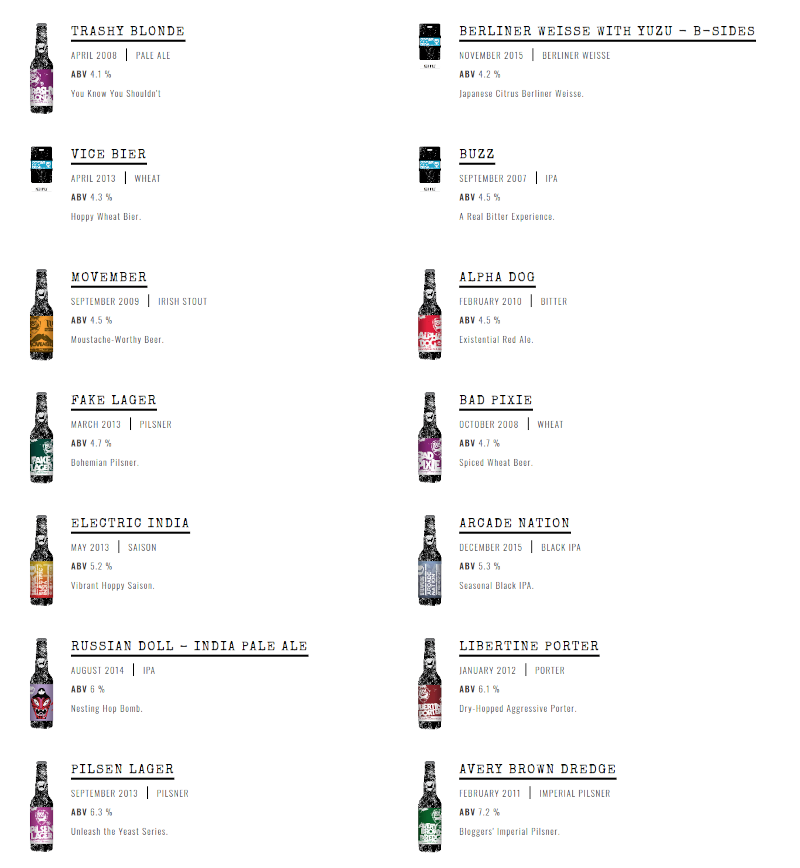 TRASHY BLONDE
APRIL 2008 | PALE ALE
ABV 4.1 %
You Know You Shouldn't
BERLINER WEISSE WITH YUZU - B-SIDES
NOVEMBER 2015 | BERLINER WEISSE
ABV 4.2 %
Japanese Citrus Berliner Weisse.
VICE BIER
APRIL 2013 | WHEAT
ABV 4.3 %
Hoppy Wheat Bier.
BUZZ
SEPTEMBER 2007 | IPA
ABV 4.5 %
A Real Bitter Experience.
MOVEMBER
SEPTEMBER 2009 | IRISH STOUT
ABV 4.5 %
Moustache-Worthy Beer.
ALPHA DOG
FEBRUARY 2010 | BITTER
ABV 4.5 %
Existential Red Ale.
FAKE LAGER
MARCH 2013 | PILSNER
ABV 4.7 %
Bohemian Pilsner.
BAD PIXIE
OCTOBER 2008 | WHEAT
ABV 4.7 %
Spiced Wheat Beer.
ELECTRIC INDIA
MAY 2013 | SAISON
ABV 5.2 %
Vibrant Hoppy Saison.
ARCADE NATION
DECEMBER 2015 | BLACK IPA
ABV 5.3 %
Seasonal Black IPA.
RUSSIAN DOLL - INDIA PALE ALE
AUGUST 2014 | IPA
ABV 6 %
Nesting Hop Bomb.
LIBERTINE PORTER
JANUARY 2012 | PORTER
ABV 6.1 %
Dry-Hopped Aggressive Porter.
PILSEN LAGER
SEPTEMBER 2013 | PILSNER
ABV 6.3 %
Unleash the Yeast Series.
AVERY BROWN DREDGE
FEBRUARY 2011 | IMPERIAL PILSNER
ABV 7.2 %
Bloggers' Imperial Pilsner.